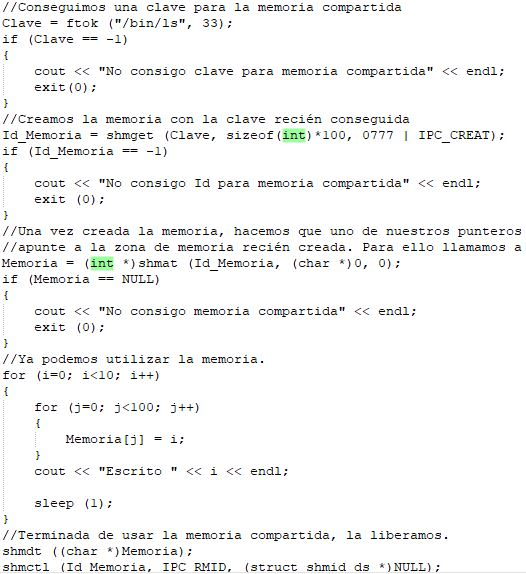 //Conseguimos una clave para la memoria compartida
Clave = ftok ("/bin/ls", 33);
if (Clave == -1)
{
    cout << "No consigo clave para memoria compartida" << endl;
    exit(0);
}
//Creamos la memoria con la clave recién conseguida
Id_Memoria = shmget (Clave, sizeof(int)*100, 0777 | IPC_CREAT);
if (Id_Memoria == -1)
{
    cout << "No consigo Id para memoria compartida" << endl;
    exit (0);
}
//Una vez creada la memoria, hacemos que uno de nuestros punteros
//apunte a la zona de memoria recién creada. Para ello llamamos a
Memoria = (int *)shmat (Id_Memoria, (char *)0, 0);
if (Memoria == NULL)
{
    cout << "No consigo memoria compartida" << endl;
    exit (0);
}
//Ya podemos utilizar la memoria.
for (i=0; i<10; i++)
{
    for (j=0; j<100; j++)
    {
        Memoria[j] = i;
    }
    cout << "Escrito " << i << endl;
    sleep (1);
}
//Terminada de usar la memoria compartida, la liberamos.
shmdt ((char *)Memoria);
shmctl (Id_Memoria, IPC_RMID, (struct shmid_ds *)NULL);